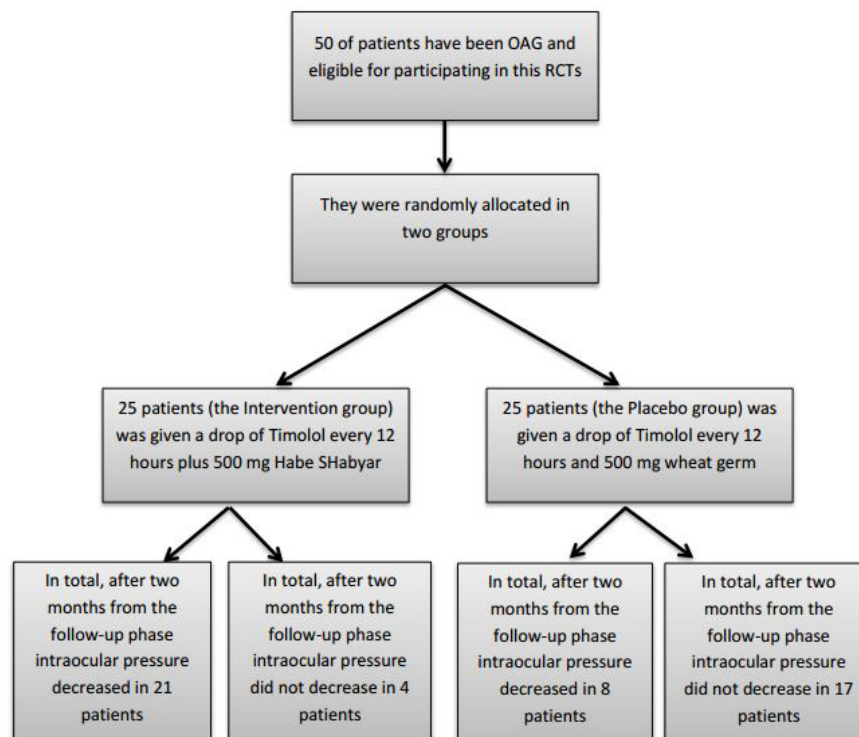 50 of patients have been OAG and
eligible for participating in this RCTs
They were randomly allocated in
two groups
25 patients (the Intervention group)
was given a drop of Timolol every 12
hours plus 500 mg Habe SHabyar
25 patients (the Placebo group) was
given a drop of Timolol every 12
hours and 500 mg wheat germ
In total, after two
months from the
follow-up phase
intraocular pressure
decreased in 21
patients
In total, after two
months from the
follow-up phase
intraocular pressure
did not decrease in 4
patients
In total, after two
months from the
follow-up phase
intraocular pressure
decreased in 8
patients
In total, after two
months from the
follow-up phase
intraocular pressure
did not decrease in 17
patients